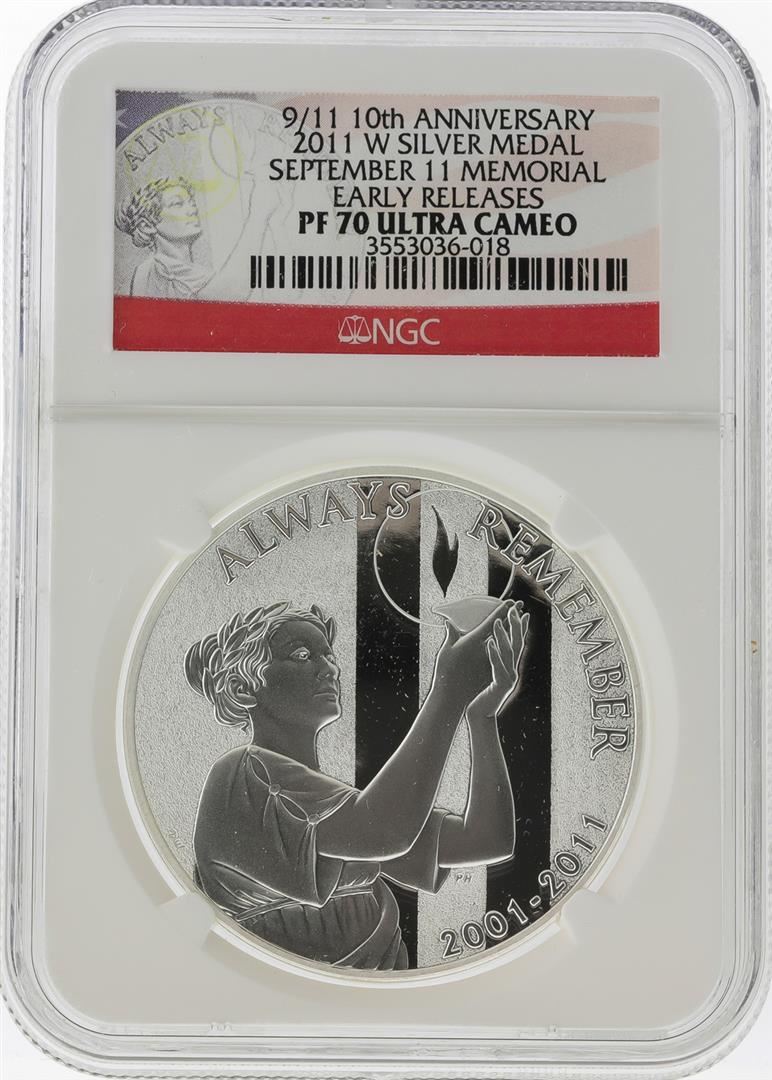 9/11 10th ANNIVERSARY
2011 W SILVER MEDAL
SEPTEMBER 11 MEMORIAL
EARLY RELEASES
PF 70 ULTRA CAMEO
3553036-018
ALWAYS
NGC
ALWAYS REMEMBER
PH
2001-2011